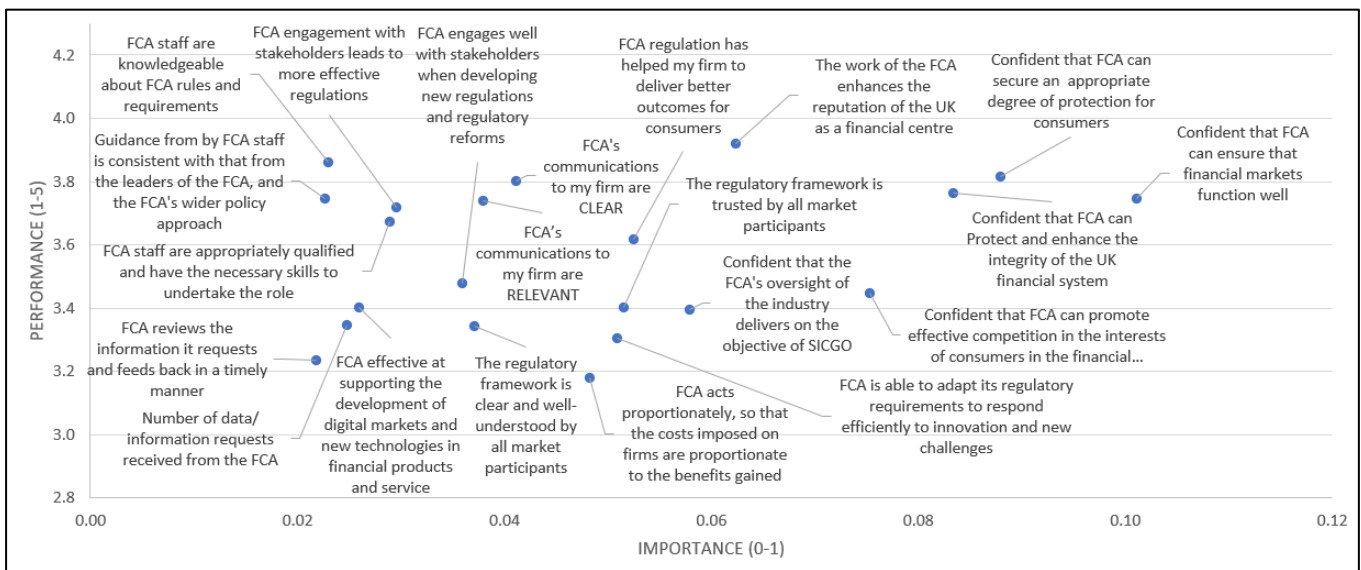 PERFORMANCE (1-5)
4.2
4.0
3.8
3.6
3.4
3.2
3.0
2.8
FCA staff are
knowledgeable
about FCA rules and
requirements
FCA engagement with
stakeholders leads to
more effective
regulations
FCA engages well
with stakeholders
when developing
new regulations
and regulatory
reforms
FCA regulation has
helped my firm to
deliver better
outcomes for
consumers
The work of the FCA
enhances the
reputation of the UK
as a financial centre
Confident that FCA can
secure an appropriate
degree of protection for
consumers
Confident that FCA
can ensure that
financial markets
function well
Guidance from by FCA staff
is consistent with that from
the leaders of the FCA, and
the FCA's wider policy
approach
FCA's
communications
to my firm are
CLEAR
The regulatory framework is
trusted by all market
participants
FCA staff are appropriately qualified
and have the necessary skills to
undertake the role
FCA’s
communications to
my firm are
RELEVANT
Confident that FCA can
Protect and enhance the
integrity of the UK
financial system
Confident that the
FCA's oversight of
the industry
delivers on the
objective of SICGO
Confident that FCA can promote
effective competition in the interests
of consumers in the financial...
FCA reviews the
information it requests
and feeds back in a timely
manner
Number of data/
information requests
received from the FCA
FCA effective at
supporting the
development of
digital markets and
new technologies in
financial products
and service
The regulatory
framework is
clear and well-
understood by
all market
participants
FCA acts
proportionately, so that
the costs imposed on
firms are proportionate
to the benefits gained
FCA is able to adapt its regulatory
requirements to respond
efficiently to innovation and new
challenges
0.00
0.02
0.04
0.06
0.08
0.10
0.12
IMPORTANCE (0-1)